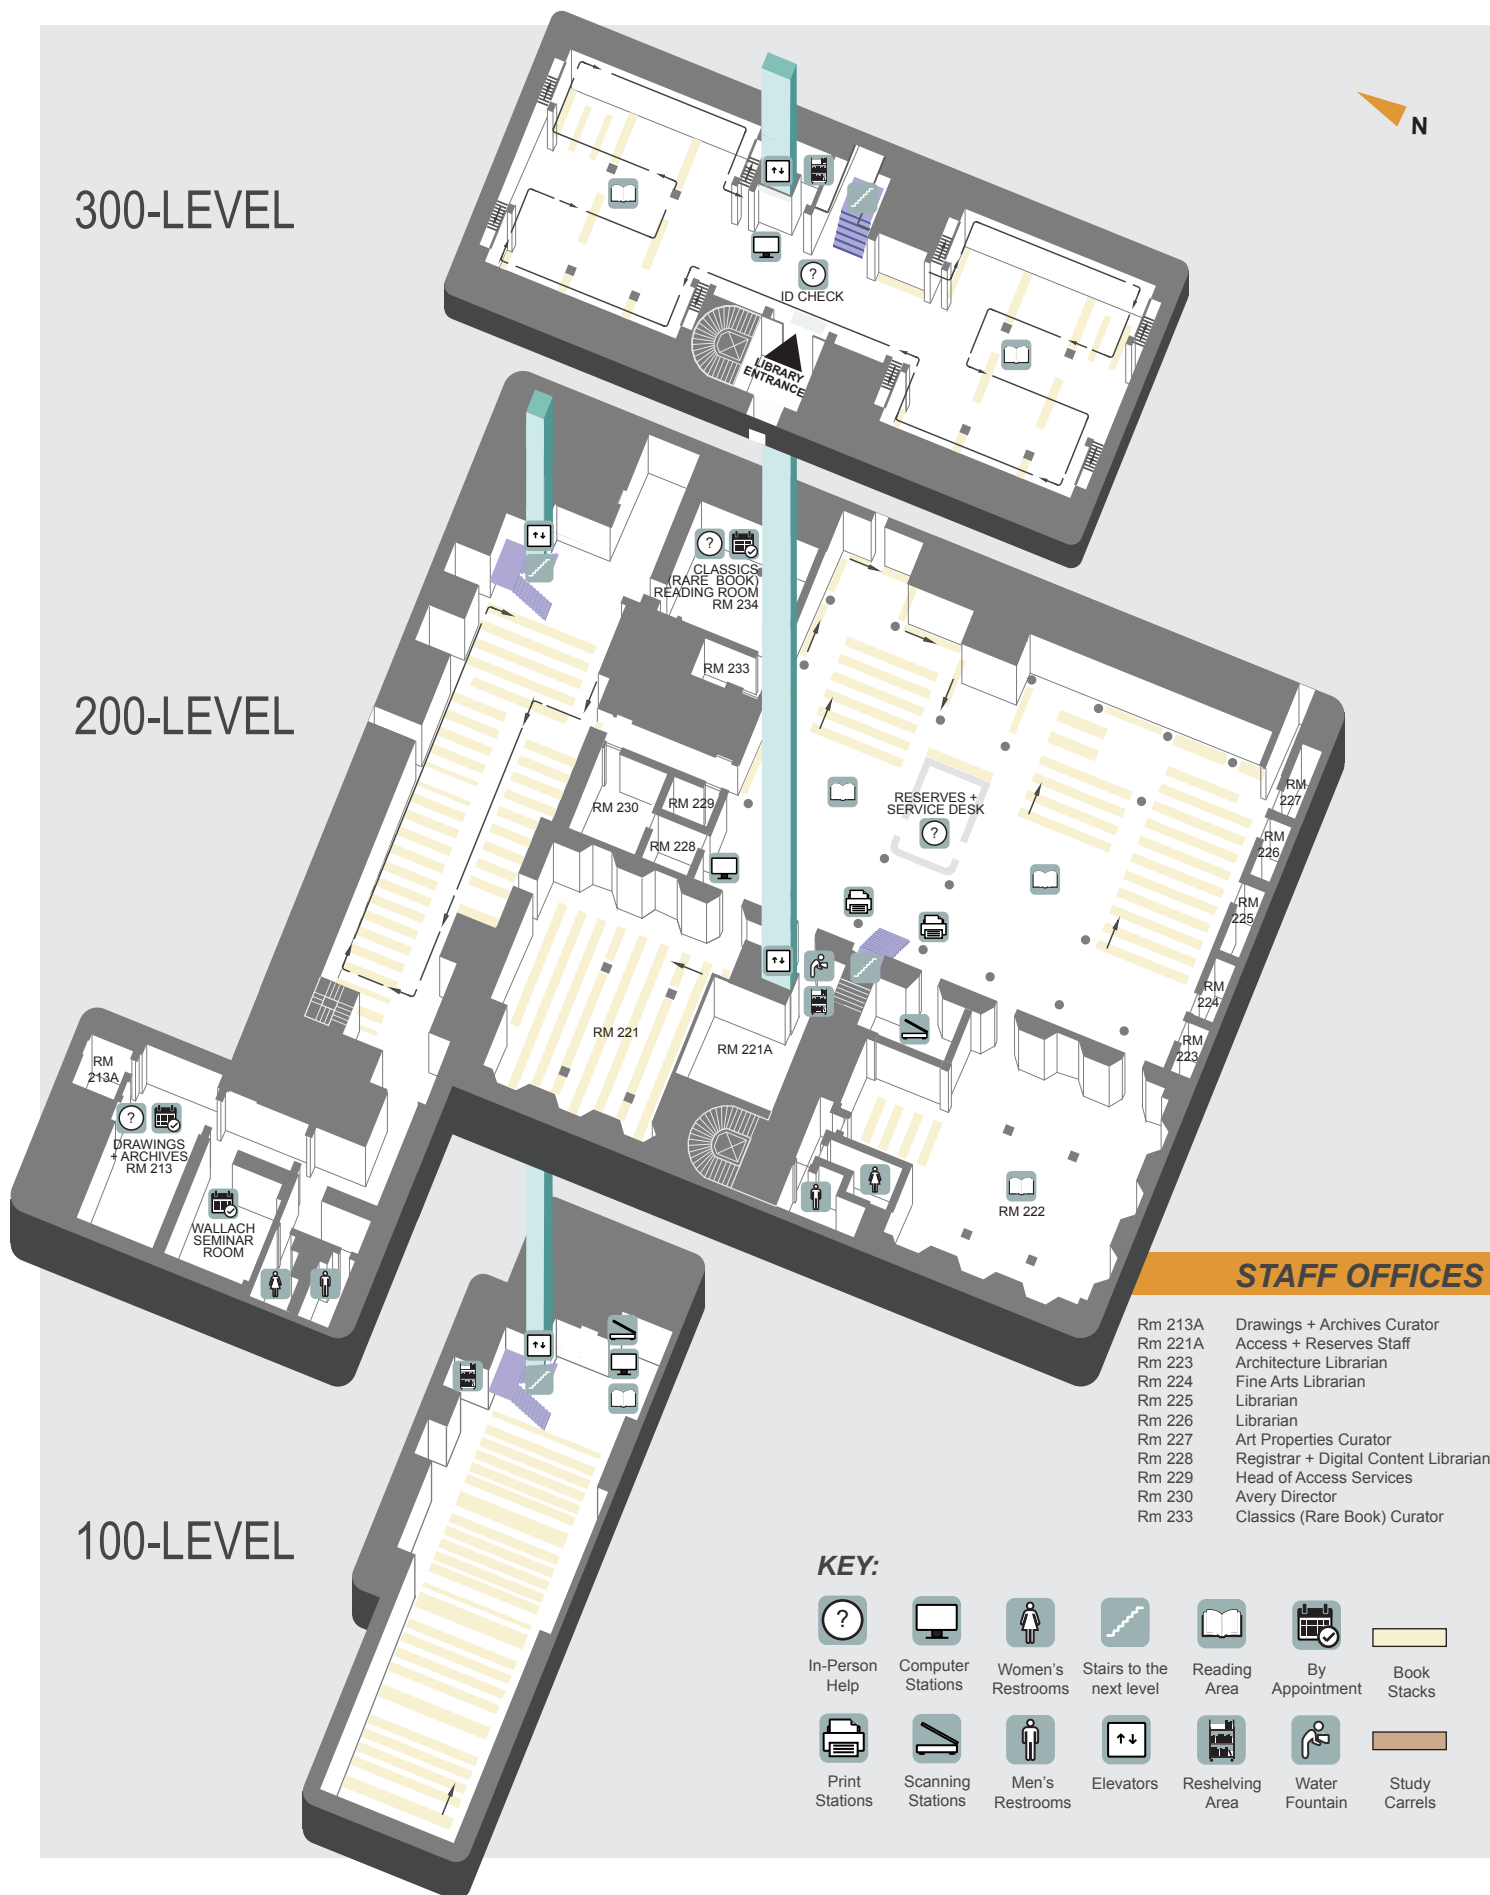 N
300-LEVEL
ID CHECK
LIBRARY
ENTRANCE
200-LEVEL
CLASSICS
(RARE BOOK)
READING ROOM
RM 234
RM 233
RM 230
RM 229
RM 228
RESERVES +
SERVICE DESK
RM
227
RM
226
RM
225
RM
224
RM
223
RM 221
RM 221A
RM 222
RM
213A
DRAWINGS
+ ARCHIVES
RM 213
WALLACH
SEMINAR
ROOM
100-LEVEL
STAFF OFFICES
Rm 213A Drawings + Archives Curator
Rm 221A Access + Reserves Staff
Rm 223 Architecture Librarian
Rm 224 Fine Arts Librarian
Rm 225 Librarian
Rm 226 Librarian
Rm 227 Art Properties Curator
Rm 228 Registrar + Digital Content Librarian
Rm 229 Head of Access Services
Rm 230 Avery Director
Rm 233 Classics (Rare Book) Curator
KEY:
In-Person
Help
Computer
Stations
Women's
Restrooms
Stairs to the
next level
Reading
Area
By
Appointment
Book
Stacks
Print
Stations
Scanning
Stations
Men's
Restrooms
Elevators
Reshelving
Area
Water
Fountain
Study
Carrels